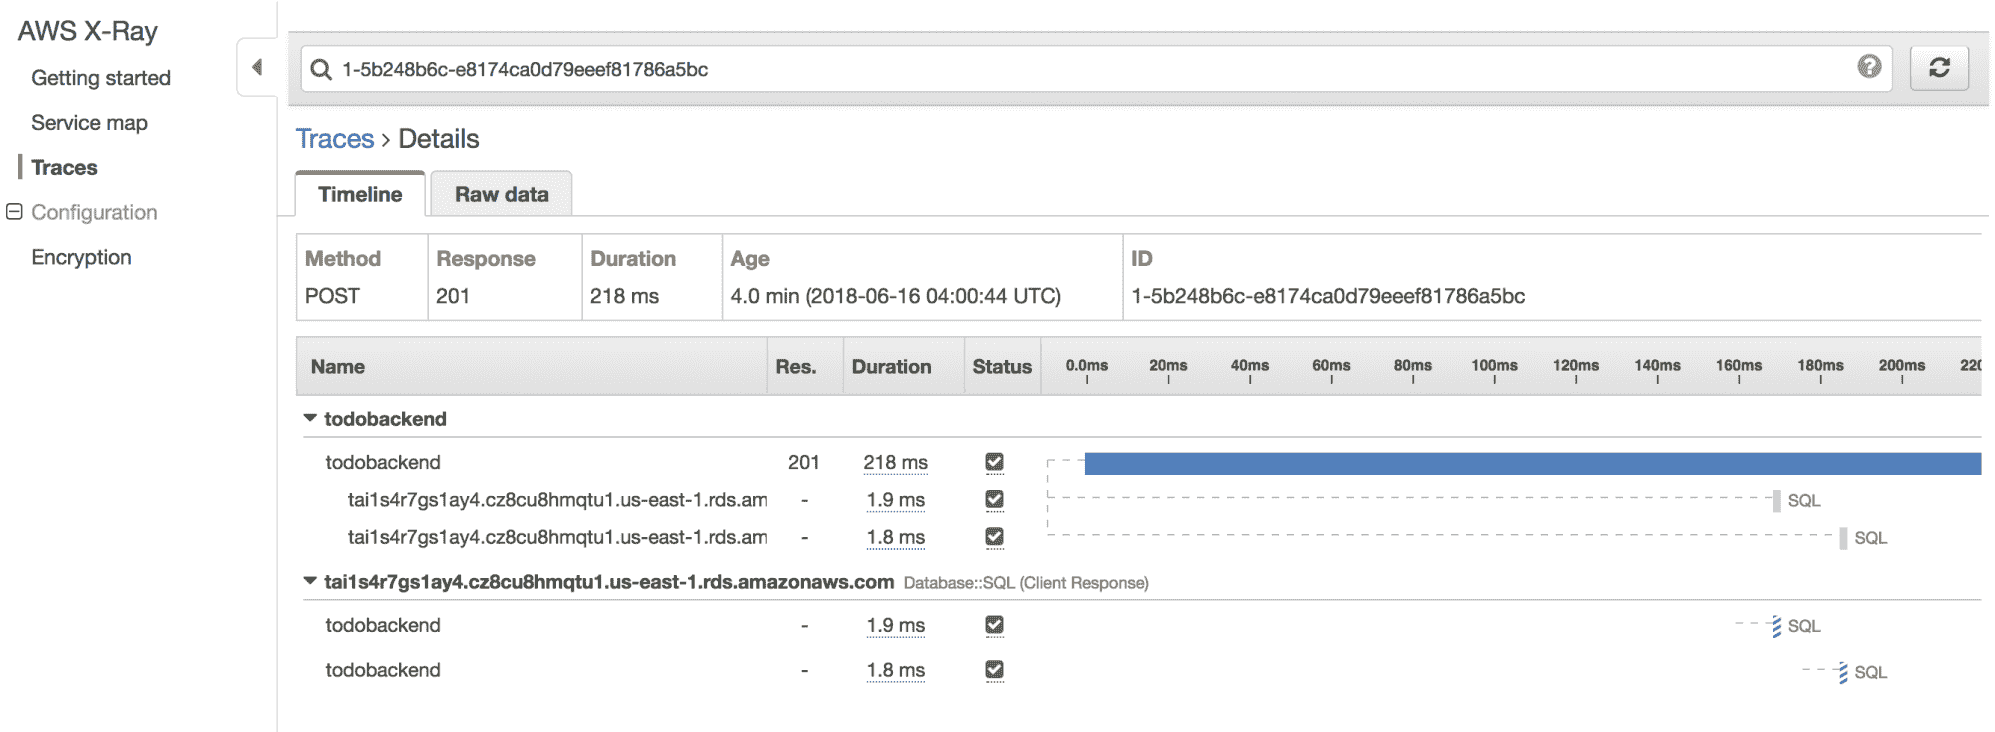 AWS X-Ray
Getting started
Service map
Traces
Configuration
Encryption
1-5b248b6c-e8174ca0d79eeef81786a5bc
Traces › Details
Timeline Raw data
Method Response Duration Age ID
POST 201 218 ms 4.0 min (2018-06-16 04:00:44 UTC) 1-5b248b6c-e8174ca0d79eeef81786a5bc
Name Res. Duration Status 0.0ms 20ms 40ms 60ms 80ms 100ms 120ms 140ms 160ms 180ms 200ms 220
todobackend
todobackend 201 218 ms
tai1s4r7gs1ay4.cz8cu8hmqtu1.us-east-1.rds.am - 1.9 ms SQL
tai1s4r7gs1ay4.cz8cu8hmqtu1.us-east-1.rds.am - 1.8 ms SQL
tai1s4r7gs1ay4.cz8cu8hmqtu1.us-east-1.rds.amazonaws.com Database::SQL (Client Response)
todobackend - 1.9 ms SQL
todobackend - 1.8 ms SQL